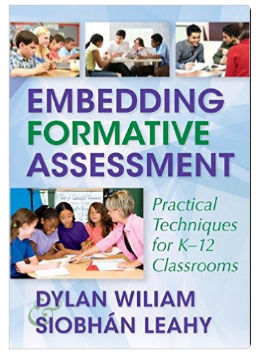 EMBEDDING
FORMATIVE
ASSESSMENT
Practical
Techniques
for K–12
Classrooms
DYLAN WILIAM
&
SIOBHÁN LEAHY